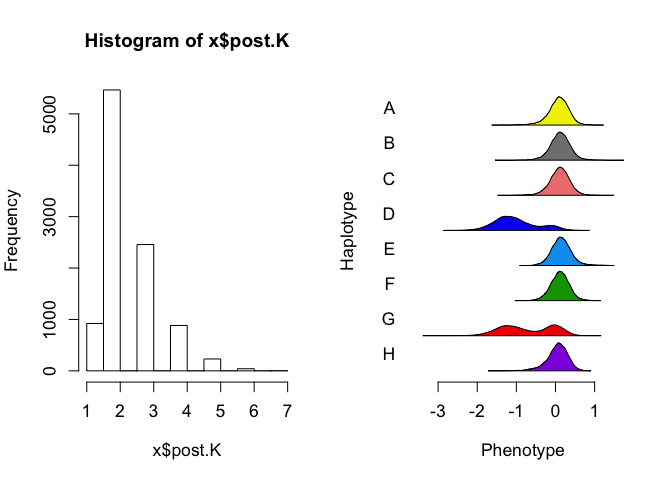 Histogram of x$post.K
Frequency
0
1000
3000
5000
1 2 3 4 5 6 7
x$post.K
Haplotype
A
B
C
D
E
F
G
H
-3 -2 -1 0 1
Phenotype